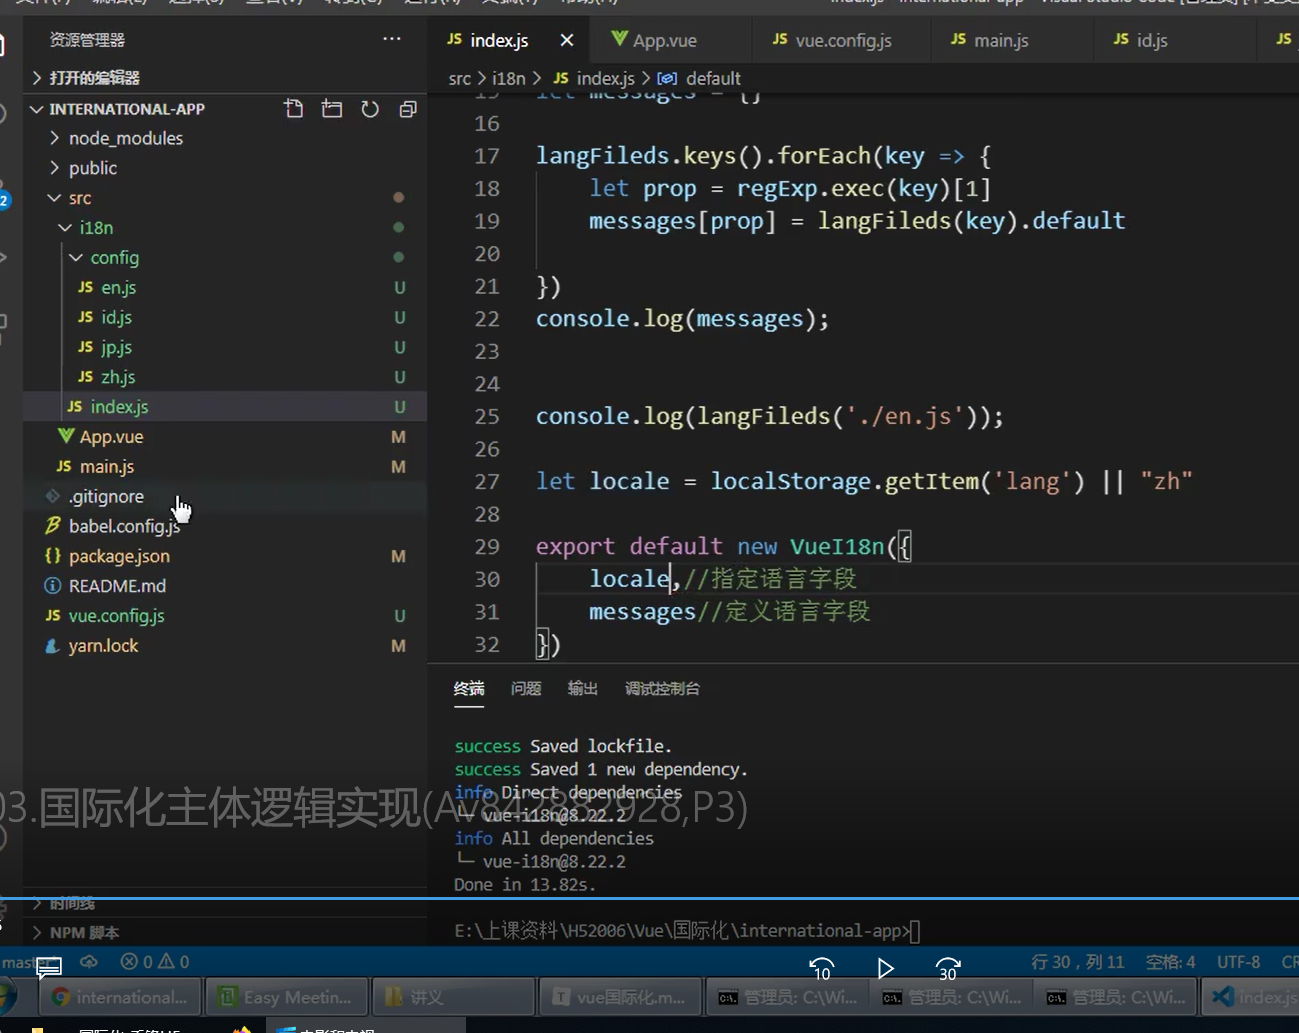 资源管理器
打开的编辑器
INTERNATIONAL-APP
node_modules
public
src
i18n
config
JS en.js U
JS id.js U
JS jp.js U
JS zh.js U
JS index.js U
App.vue M
JS main.js M
.gitignore
babel.config.js
{} package.json M
README.md
JS vue.config.js U
yarn.lock M
时间线
NPM 脚本
JS index.js
App.vue
JS vue.config.js
JS main.js
JS id.js
JS
src > i18n > JS index.js > default
15 let messages = {}
16
17 langFileds.keys().forEach(key => {
18 let prop = regExp.exec(key)[1]
19 messages[prop] = langFileds(key).default
20
21 })
22 console.log(messages);
23
24
25 console.log(langFileds('./en.js'));
26
27 let locale = localStorage.getItem('lang') || "zh"
28
29 export default new VueI18n({
30 locale,//指定语言字段
31 messages//定义语言字段
32 })
终端 问题 输出 调试控制台
success Saved lockfile.
success Saved 1 new dependency.
info Direct dependencies
└─ vue-i18n@8.22.2
info All dependencies
└─ vue-i18n@8.22.2
Done in 13.82s.
E:\上课资料\H52006\Vue\国际化\international-app>
03.国际化主体逻辑实现(Av842882928,P3)
master 0 0
行 30，列 11 空格: 4 UTF-8
10
30
international...
Easy Meetin...
讲义
vue国际化.m...
管理员: C:\Wi...
管理员: C:\Wi...
管理员: C:\Wi...
index.js